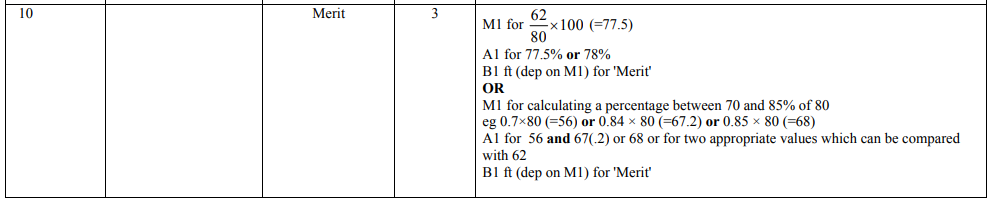 10 Merit 3 M1 for 62/80 × 100 (=77.5)
A1 for 77.5% or 78%
B1 ft (dep on M1) for 'Merit'
OR
M1 for calculating a percentage between 70 and 85% of 80
eg 0.7×80 (=56) or 0.84 × 80 (=67.2) or 0.85 × 80 (=68)
A1 for 56 and 67(.2) or 68 or for two appropriate values which can be compared
with 62
B1 ft (dep on M1) for 'Merit'